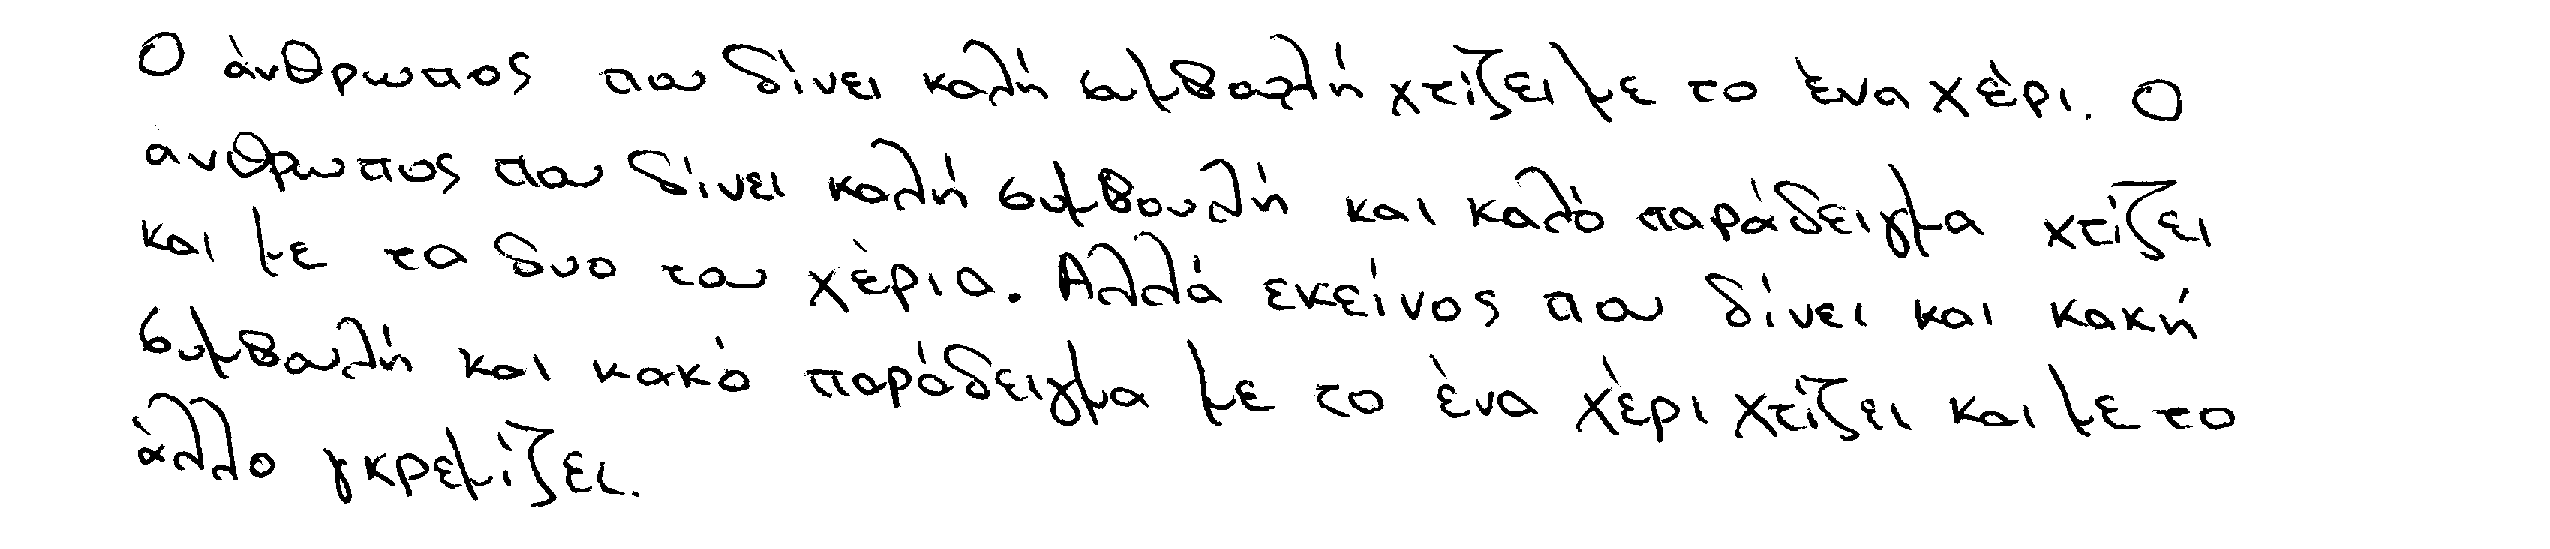 Ο άνθρωπος που δίνει καλή συμβουλή χτίζει με το ένα χέρι. Ο
ανθρωπος που δίνει καλή συμβουλή και καλό παράδειγμα χτίζει
και με τα δυο του χέρια. Αλλά εκείνος που δίνει και κακή
συμβουλή και κακό παράδειγμα με το ένα χέρι χτίζει και με το
άλλο γκρεμίζει.